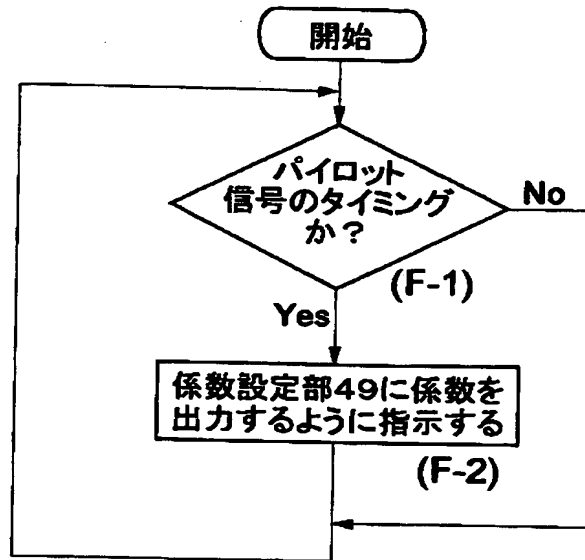 開始
パイロット
信号のタイミング
か？
No
(F-1)
Yes
係数設定部49に係数を
出力するように指示する
(F-2)